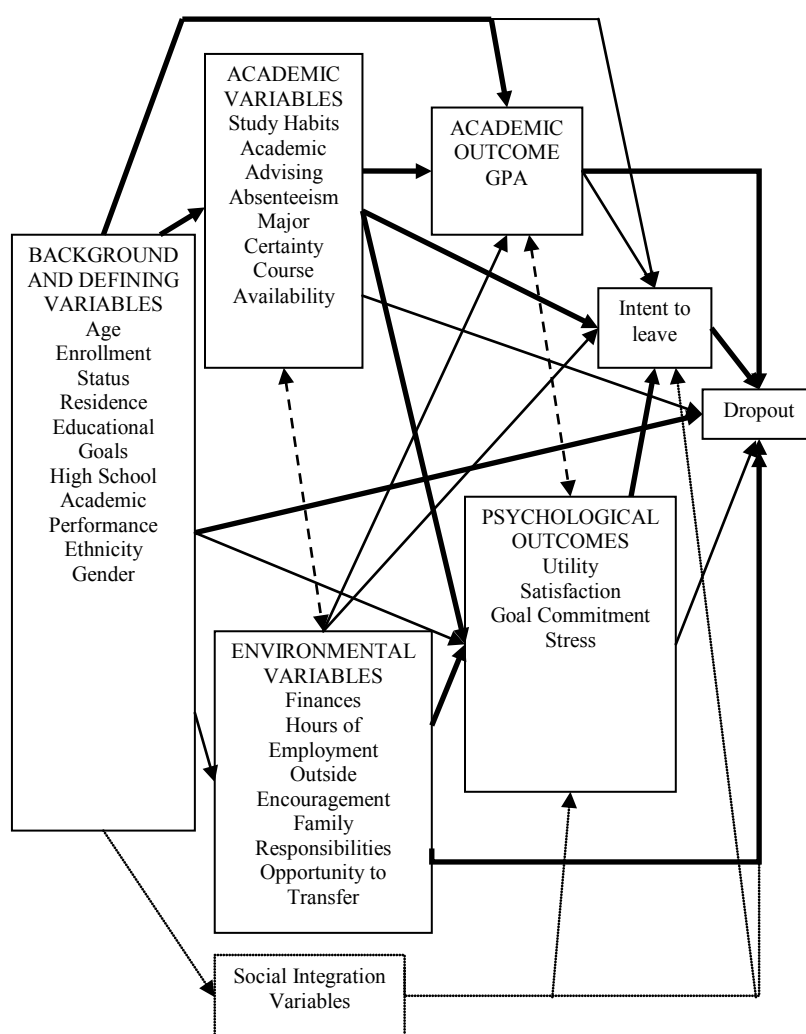 ACADEMIC
VARIABLES
Study Habits
Academic
Advising
Absenteeism
Major
Certainty
Course
Availability
ACADEMIC
OUTCOME
GPA
BACKGROUND
AND DEFINING
VARIABLES
Age
Enrollment
Status
Residence
Educational
Goals
High School
Academic
Performance
Ethnicity
Gender
Intent to
leave
Dropout
PSYCHOLOGICAL
OUTCOMES
Utility
Satisfaction
Goal Commitment
Stress
ENVIRONMENTAL
VARIABLES
Finances
Hours of
Employment
Outside
Encouragement
Family
Responsibilities
Opportunity to
Transfer
Social Integration
Variables